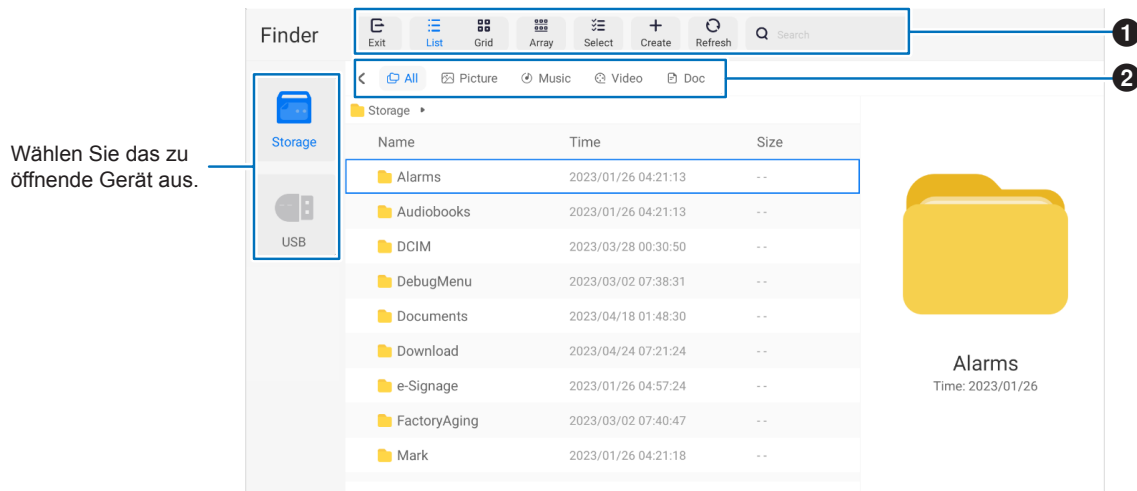 Finder
Exit List Grid Array Select Create Refresh Search
❶
All Picture Music Video Doc
❷
Storage
Storage
USB
Wählen Sie das zu
öffnende Gerät aus.
Name Time Size
Alarms 2023/01/26 04:21:13 - -
Audiobooks 2023/01/26 04:21:13 - -
DCIM 2023/03/28 00:30:50 - -
DebugMenu 2023/03/02 07:38:31 - -
Documents 2023/04/18 01:48:30 - -
Download 2023/04/24 07:21:24 - -
e-Signage 2023/01/26 04:57:24 - -
FactoryAging 2023/03/02 07:40:47 - -
Mark 2023/01/26 04:21:18 - -
Alarms
Time: 2023/01/26